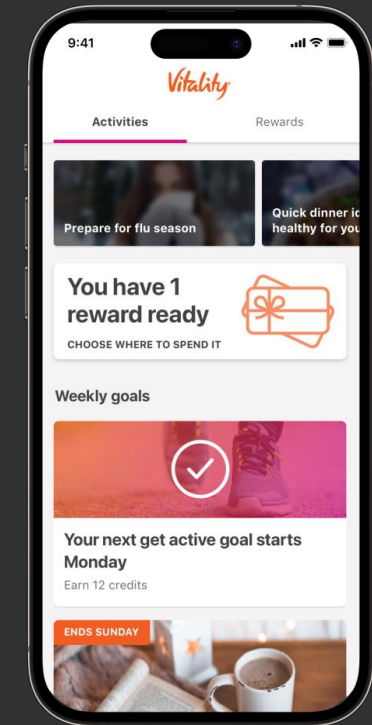 9:41
Vitality
Activities
Rewards
Prepare for flu season
Quick dinner
healthy for you
You have 1
reward ready
CHOOSE WHERE TO SPEND IT
Weekly goals
Your next get active goal starts
Monday
Earn 12 credits
ENDS SUNDAY